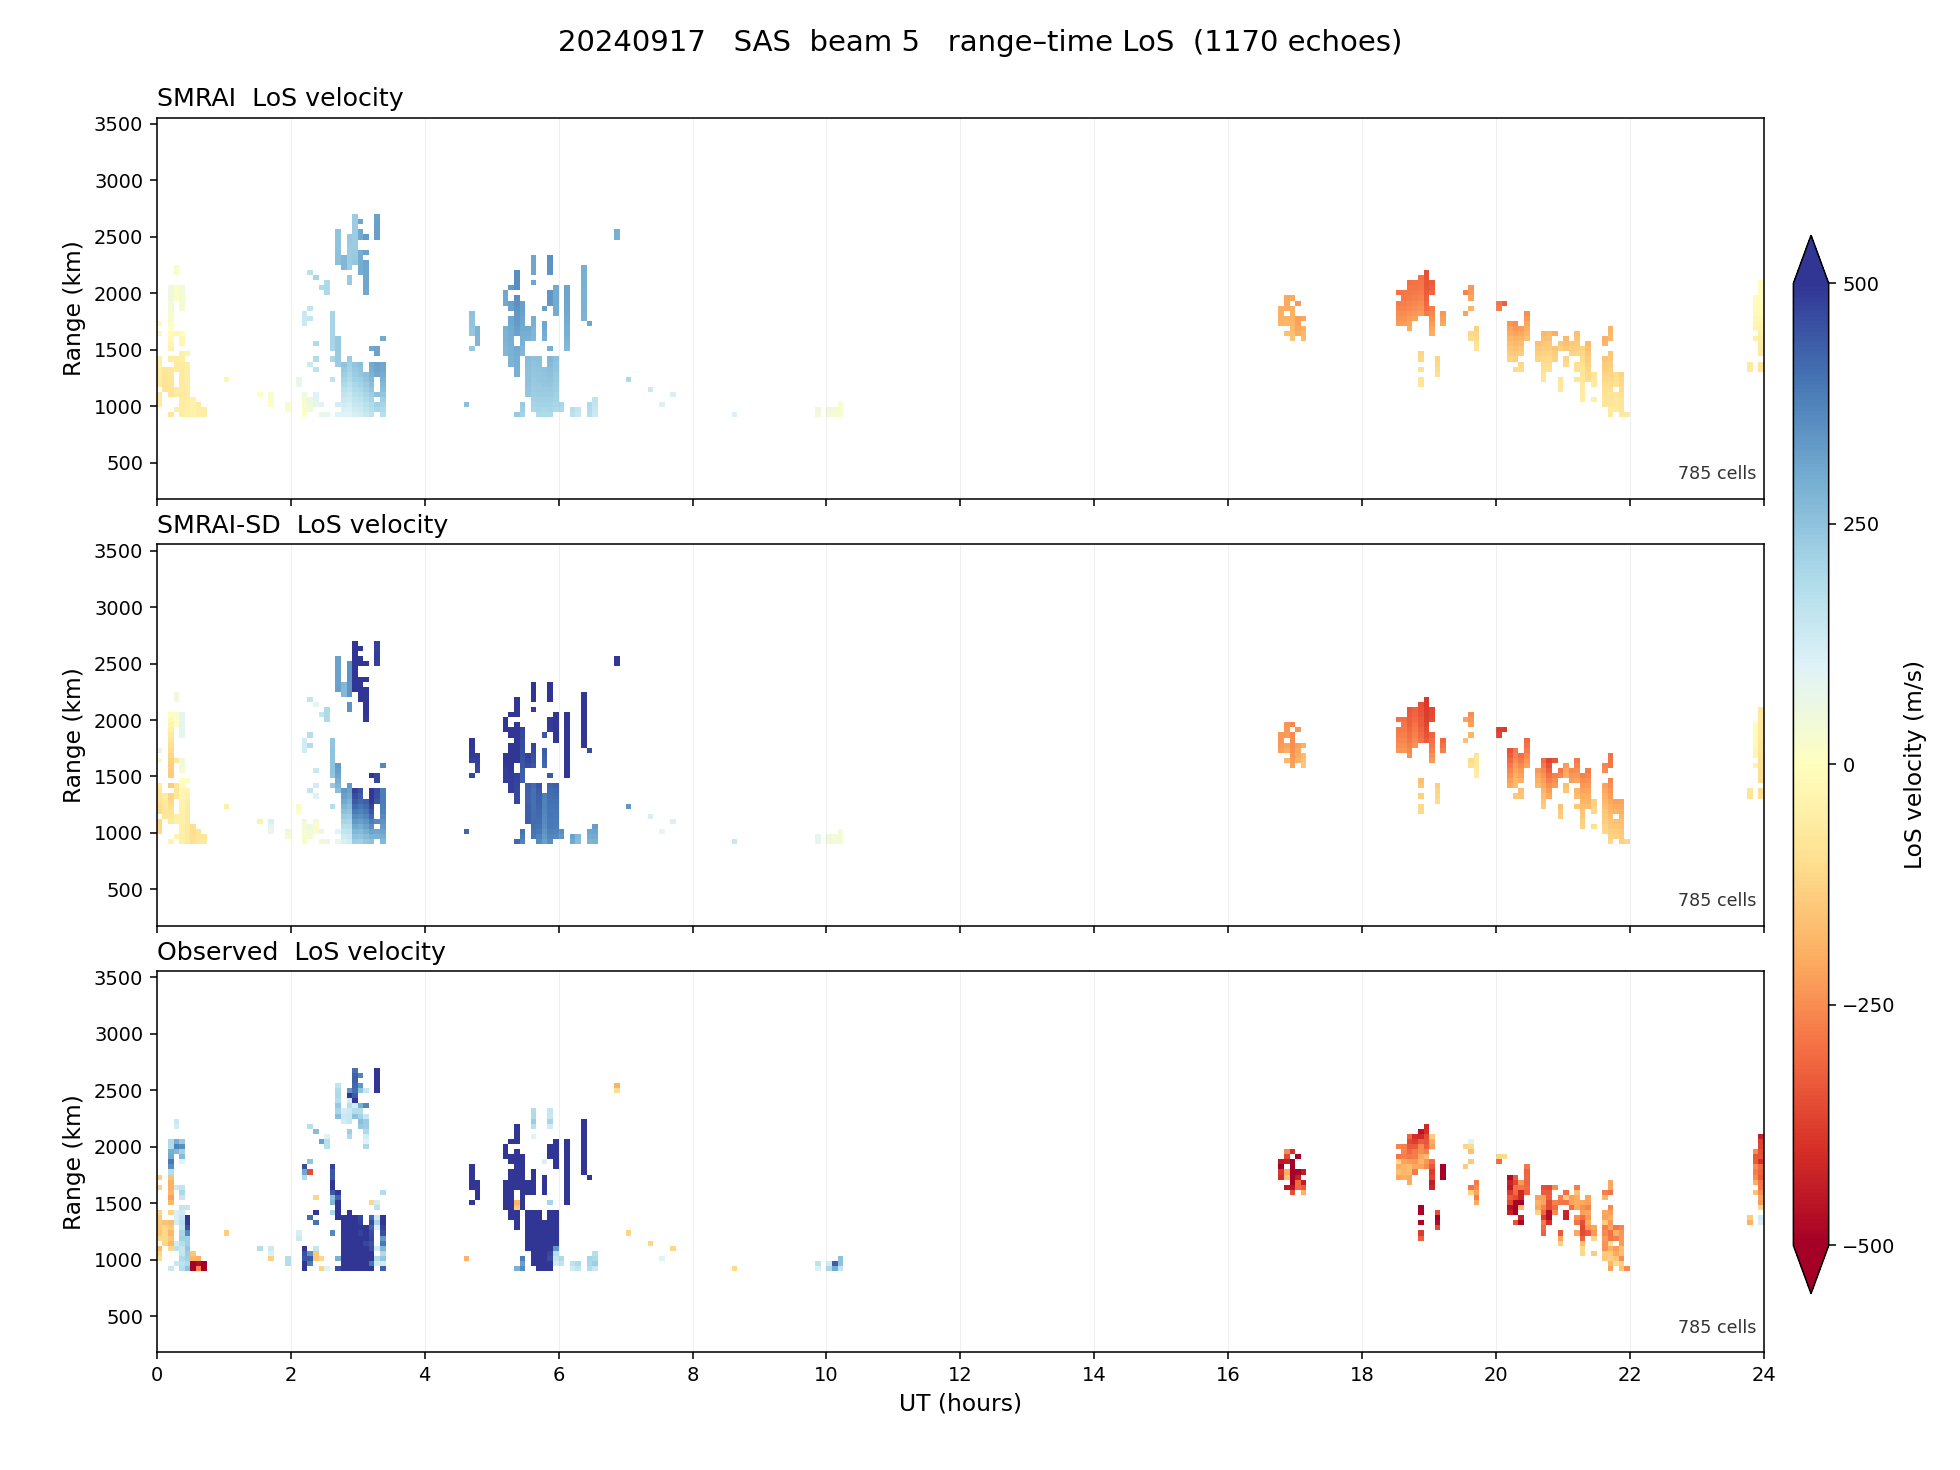 20240917   SAS  beam 5   range–time LoS  (1170 echoes)
SMRAI  LoS velocity
3500
3000
2500
2000
1500
1000
500
Range (km)
785 cells
SMRAI-SD  LoS velocity
3500
3000
2500
2000
1500
1000
500
Range (km)
785 cells
Observed  LoS velocity
3500
3000
2500
2000
1500
1000
500
Range (km)
785 cells
0 2 4 6 8 10 12 14 16 18 20 22 24
UT (hours)
500
250
0
−250
−500
LoS velocity (m/s)